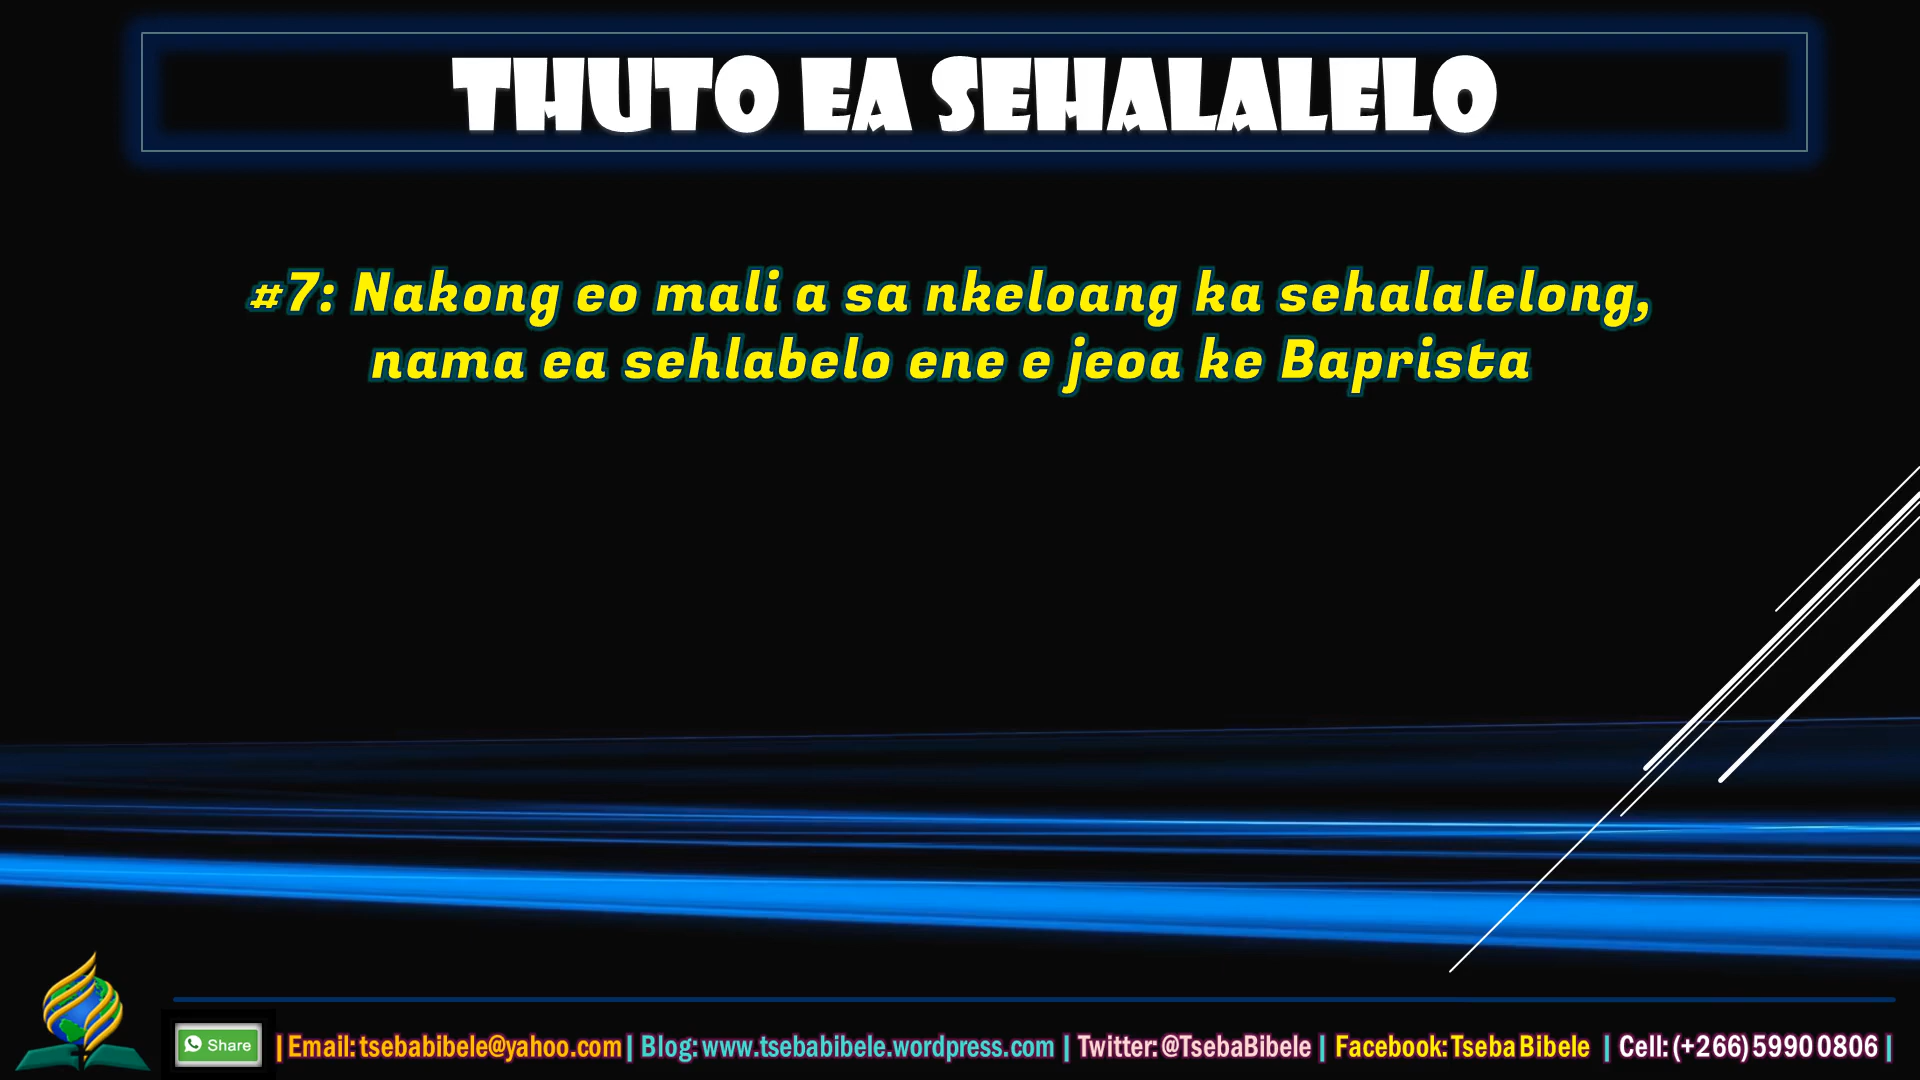 THUTO EA SEHALALELO
#7: Nakong eo mali a sa nkeloang ka sehalalelong,
nama ea sehlabelo ene e jeoa ke Baprista
Share | Email: tsebabibele@yahoo.com | Blog: www.tsebabibele.wordpress.com | Twitter: @TsebaBibele | Facebook: Tseba Bibele | Cell: (+266) 5990 0806 |